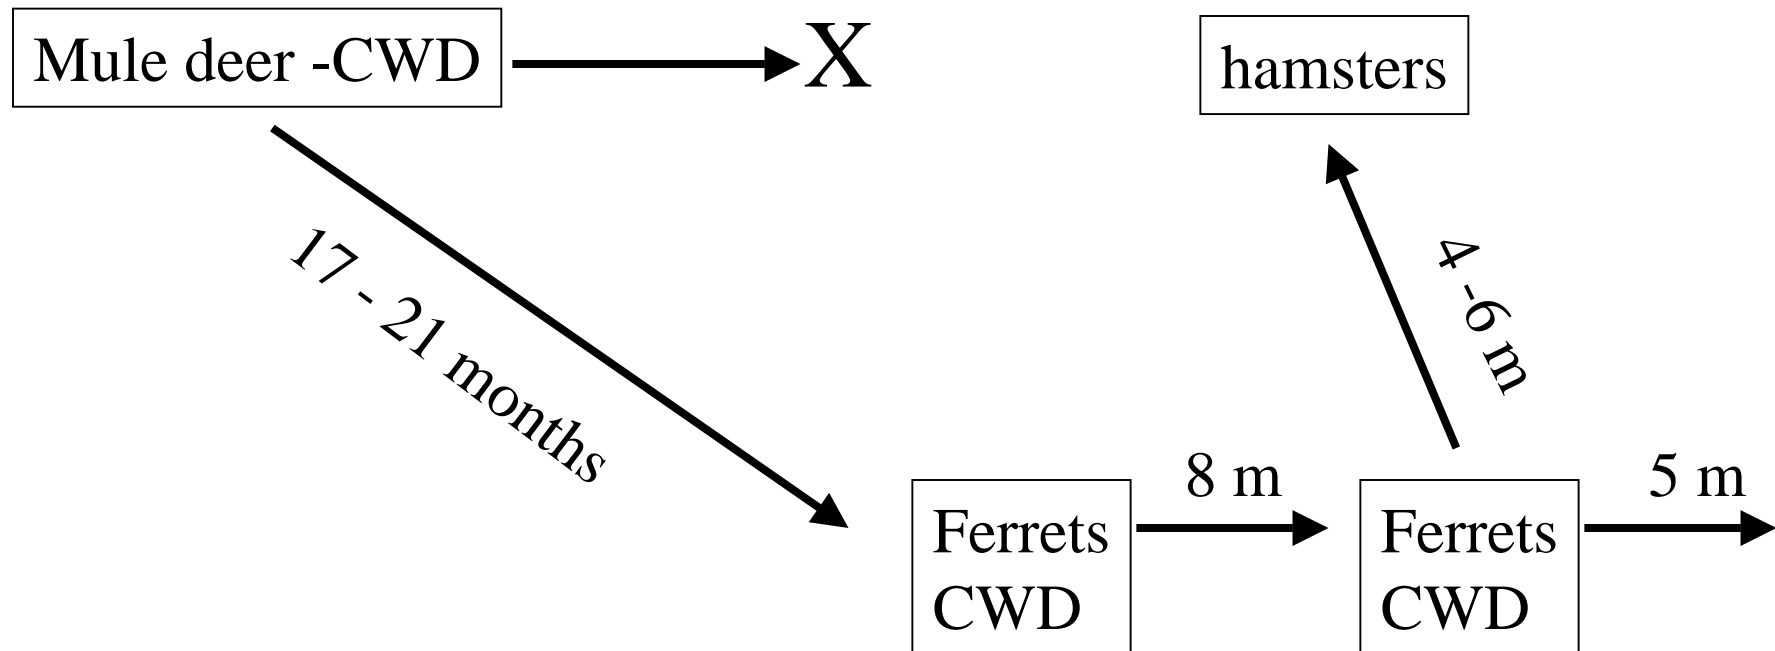 Mule deer -CWD
X
hamsters
17 - 21 months
4 -6 m
8 m
5 m
Ferrets
CWD
Ferrets
CWD